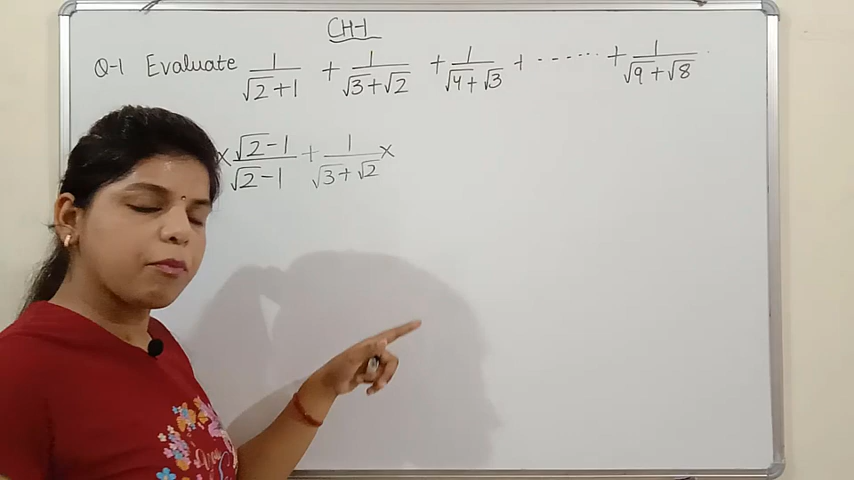 CH-1
Q-1 Evaluate 1/(√2+1) + 1/(√3+√2) + 1/(√4+√3) + ...... + 1/(√9+√8)
× (√2-1)/(√2-1) + 1/(√3+√2) ×